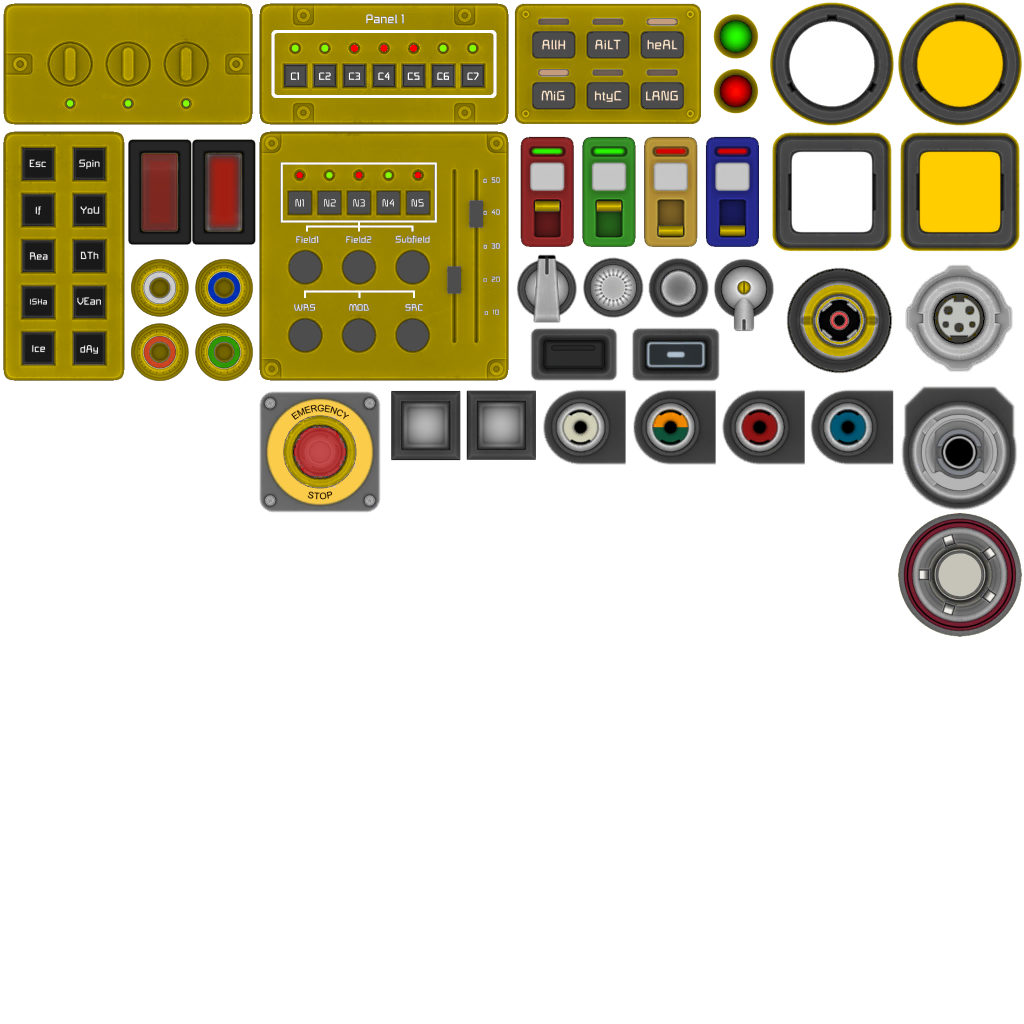 Panel 1
C1 C2 C3 C4 C5 C6 C7
AllH AiLT heAL
MiG htyC LANG
Esc Spin
If YoU
Rea DTh
ISHa VEan
Ice dAy
N1 N2 N3 N4 N5
Field1 Field2 Subfield
WRS MOD SRC
50
40
30
20
10
EMERGENCY
STOP